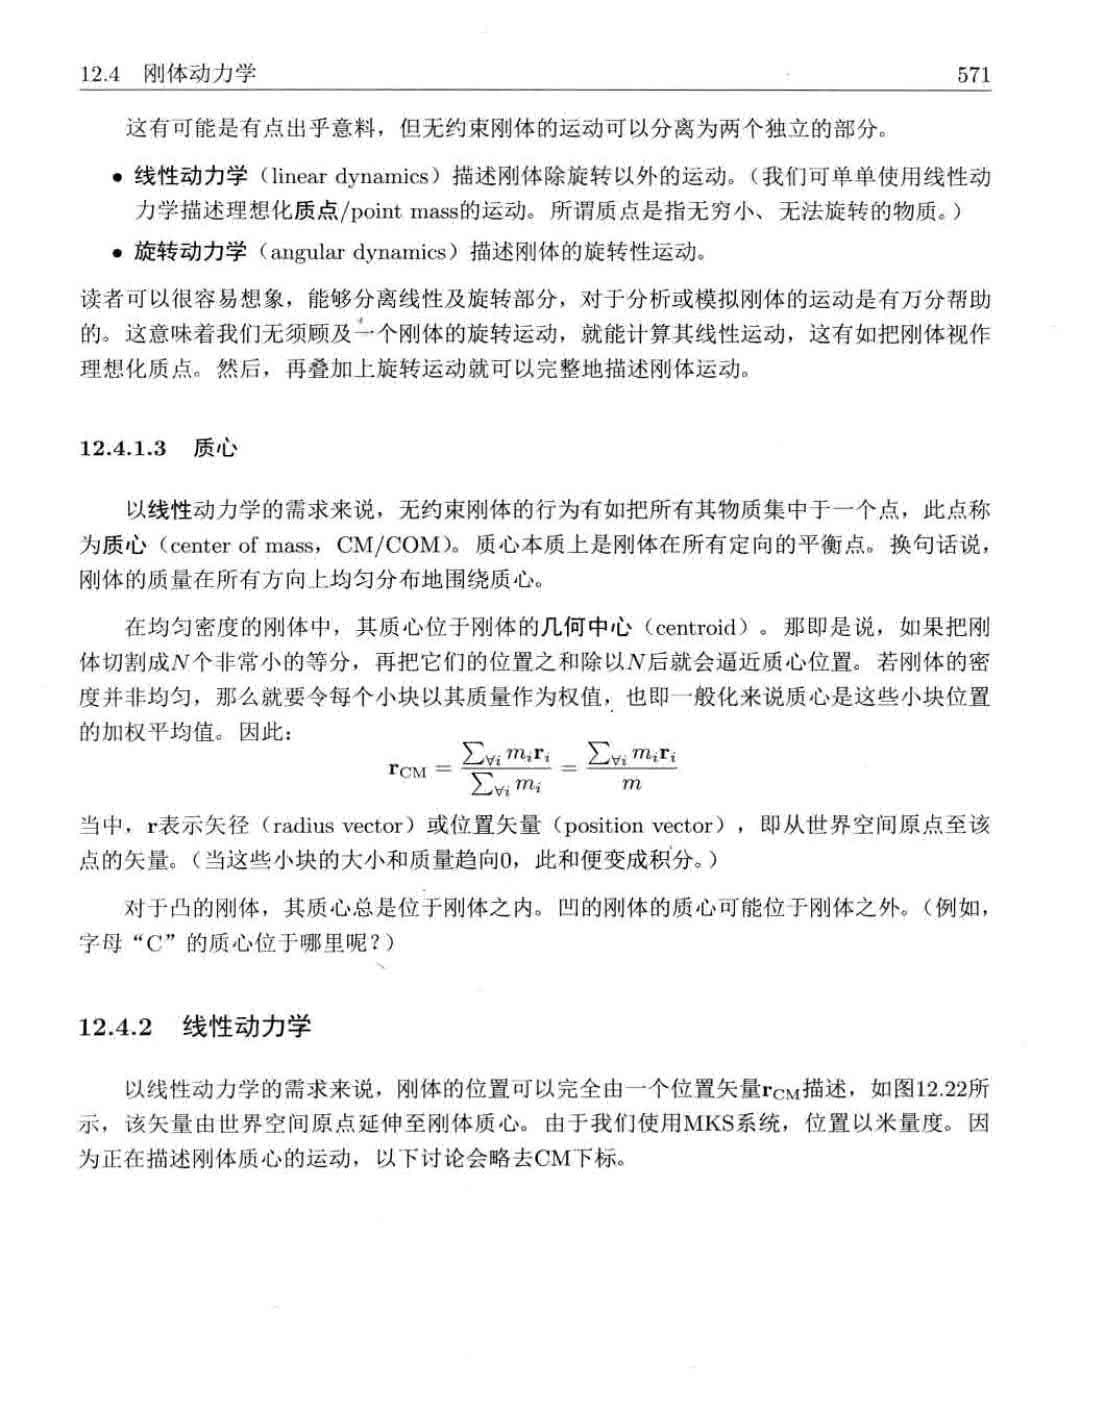 12.4 刚体动力学 571
这有可能是有点出乎意料，但无约束刚体的运动可以分离为两个独立的部分。
• 线性动力学（linear dynamics）描述刚体除旋转以外的运动。（我们可单单使用线性动
力学描述理想化质点/point mass的运动。所谓质点是指无穷小、无法旋转的物质。）
• 旋转动力学（angular dynamics）描述刚体的旋转性运动。
读者可以很容易想象，能够分离线性及旋转部分，对于分析或模拟刚体的运动是有万分帮助
的。这意味着我们无须顾及一个刚体的旋转运动，就能计算其线性运动，这有如把刚体视作
理想化质点。然后，再叠加上旋转运动就可以完整地描述刚体运动。
12.4.1.3 质心
以线性动力学的需求来说，无约束刚体的行为有如把所有其物质集中于一个点，此点称
为质心（center of mass，CM/COM）。质心本质上是刚体在所有定向的平衡点。换句话说，
刚体的质量在所有方向上均匀分布地围绕质心。
在均匀密度的刚体中，其质心位于刚体的几何中心（centroid）。那即是说，如果把刚
体切割成N个非常小的等分，再把它们的位置之和除以N后就会逼近质心位置。若刚体的密
度并非均匀，那么就要令每个小块以其质量作为权值，也即一般化来说质心是这些小块位置
的加权平均值。因此：
r_CM = ∑_∀i m_i r_i / ∑_∀i m_i = ∑_∀i m_i r_i / m
当中，r表示矢径（radius vector）或位置矢量（position vector），即从世界空间原点至该
点的矢量。（当这些小块的大小和质量趋向0，此和便变成积分。）
对于凸的刚体，其质心总是位于刚体之内。凹的刚体的质心可能位于刚体之外。（例如，
字母“C”的质心位于哪里呢？）
12.4.2 线性动力学
以线性动力学的需求来说，刚体的位置可以完全由一个位置矢量r_CM描述，如图12.22所
示，该矢量由世界空间原点延伸至刚体质心。由于我们使用MKS系统，位置以米量度。因
为正在描述刚体质心的运动，以下讨论会略去CM下标。